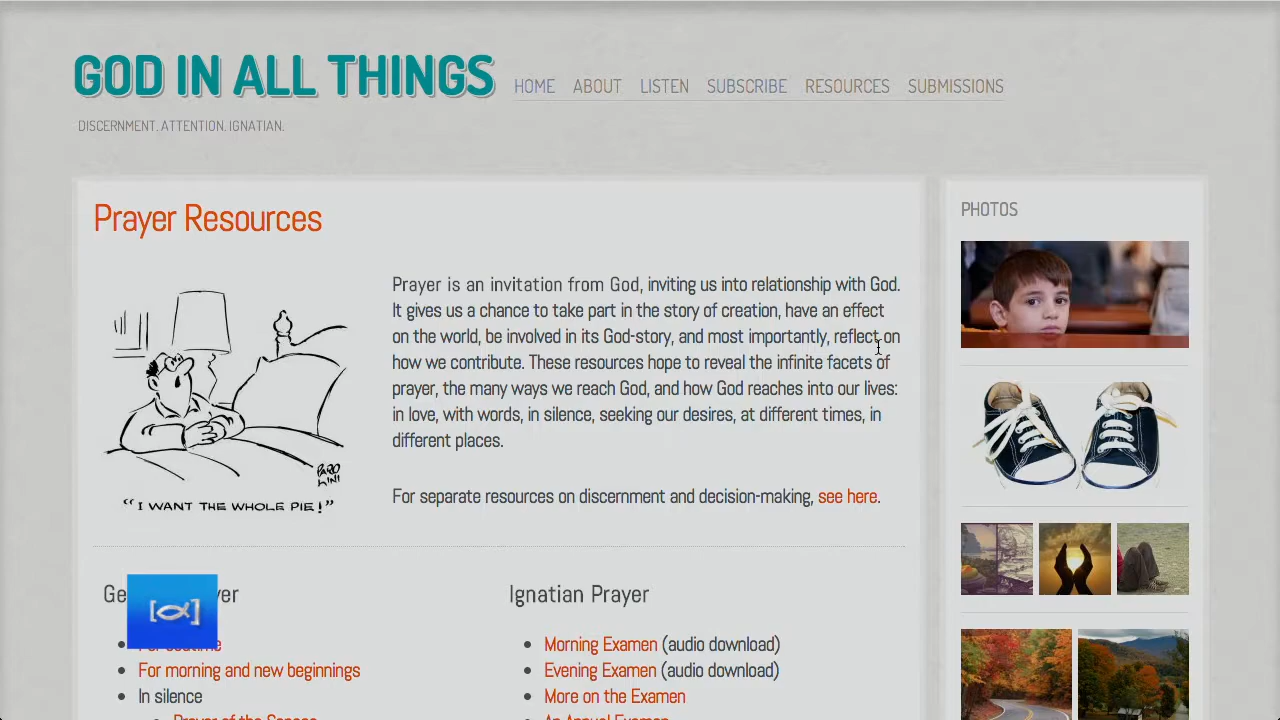 GOD IN ALL THINGS
HOME ABOUT LISTEN SUBSCRIBE RESOURCES SUBMISSIONS
DISCERNMENT. ATTENTION. IGNATIAN.
Prayer Resources
"I WANT THE WHOLE PIE!"
PAROLINI
Prayer is an invitation from God, inviting us into relationship with God.
It gives us a chance to take part in the story of creation, have an effect
on the world, be involved in its God-story, and most importantly, reflect on
how we contribute. These resources hope to reveal the infinite facets of
prayer, the many ways we reach God, and how God reaches into our lives:
in love, with words, in silence, seeking our desires, at different times, in
different places.
For separate resources on discernment and decision-making, see here.
For morning and new beginnings
In silence
Ignatian Prayer
Morning Examen (audio download)
Evening Examen (audio download)
More on the Examen
PHOTOS